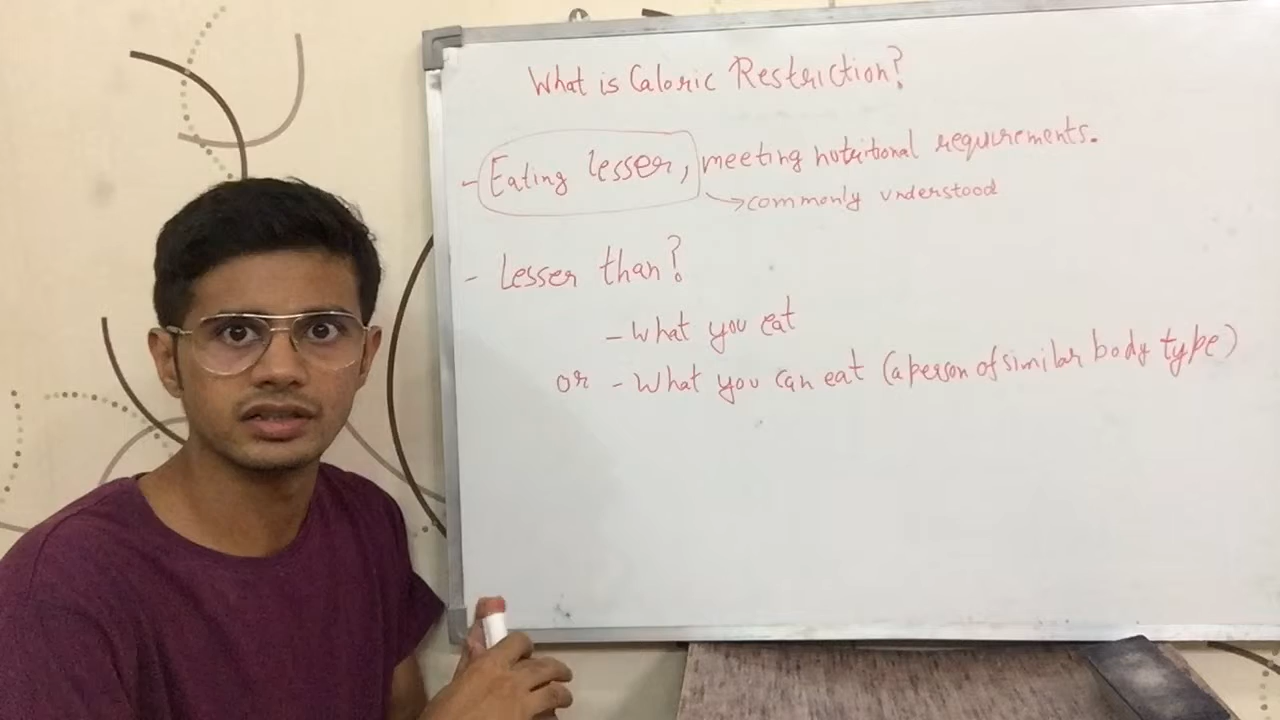 What is Caloric Restriction?
- Eating lesser, meeting nutritional requirements.
→ commonly understood
- Lesser than?
- What you eat
or - What you can eat (a person of similar body type)